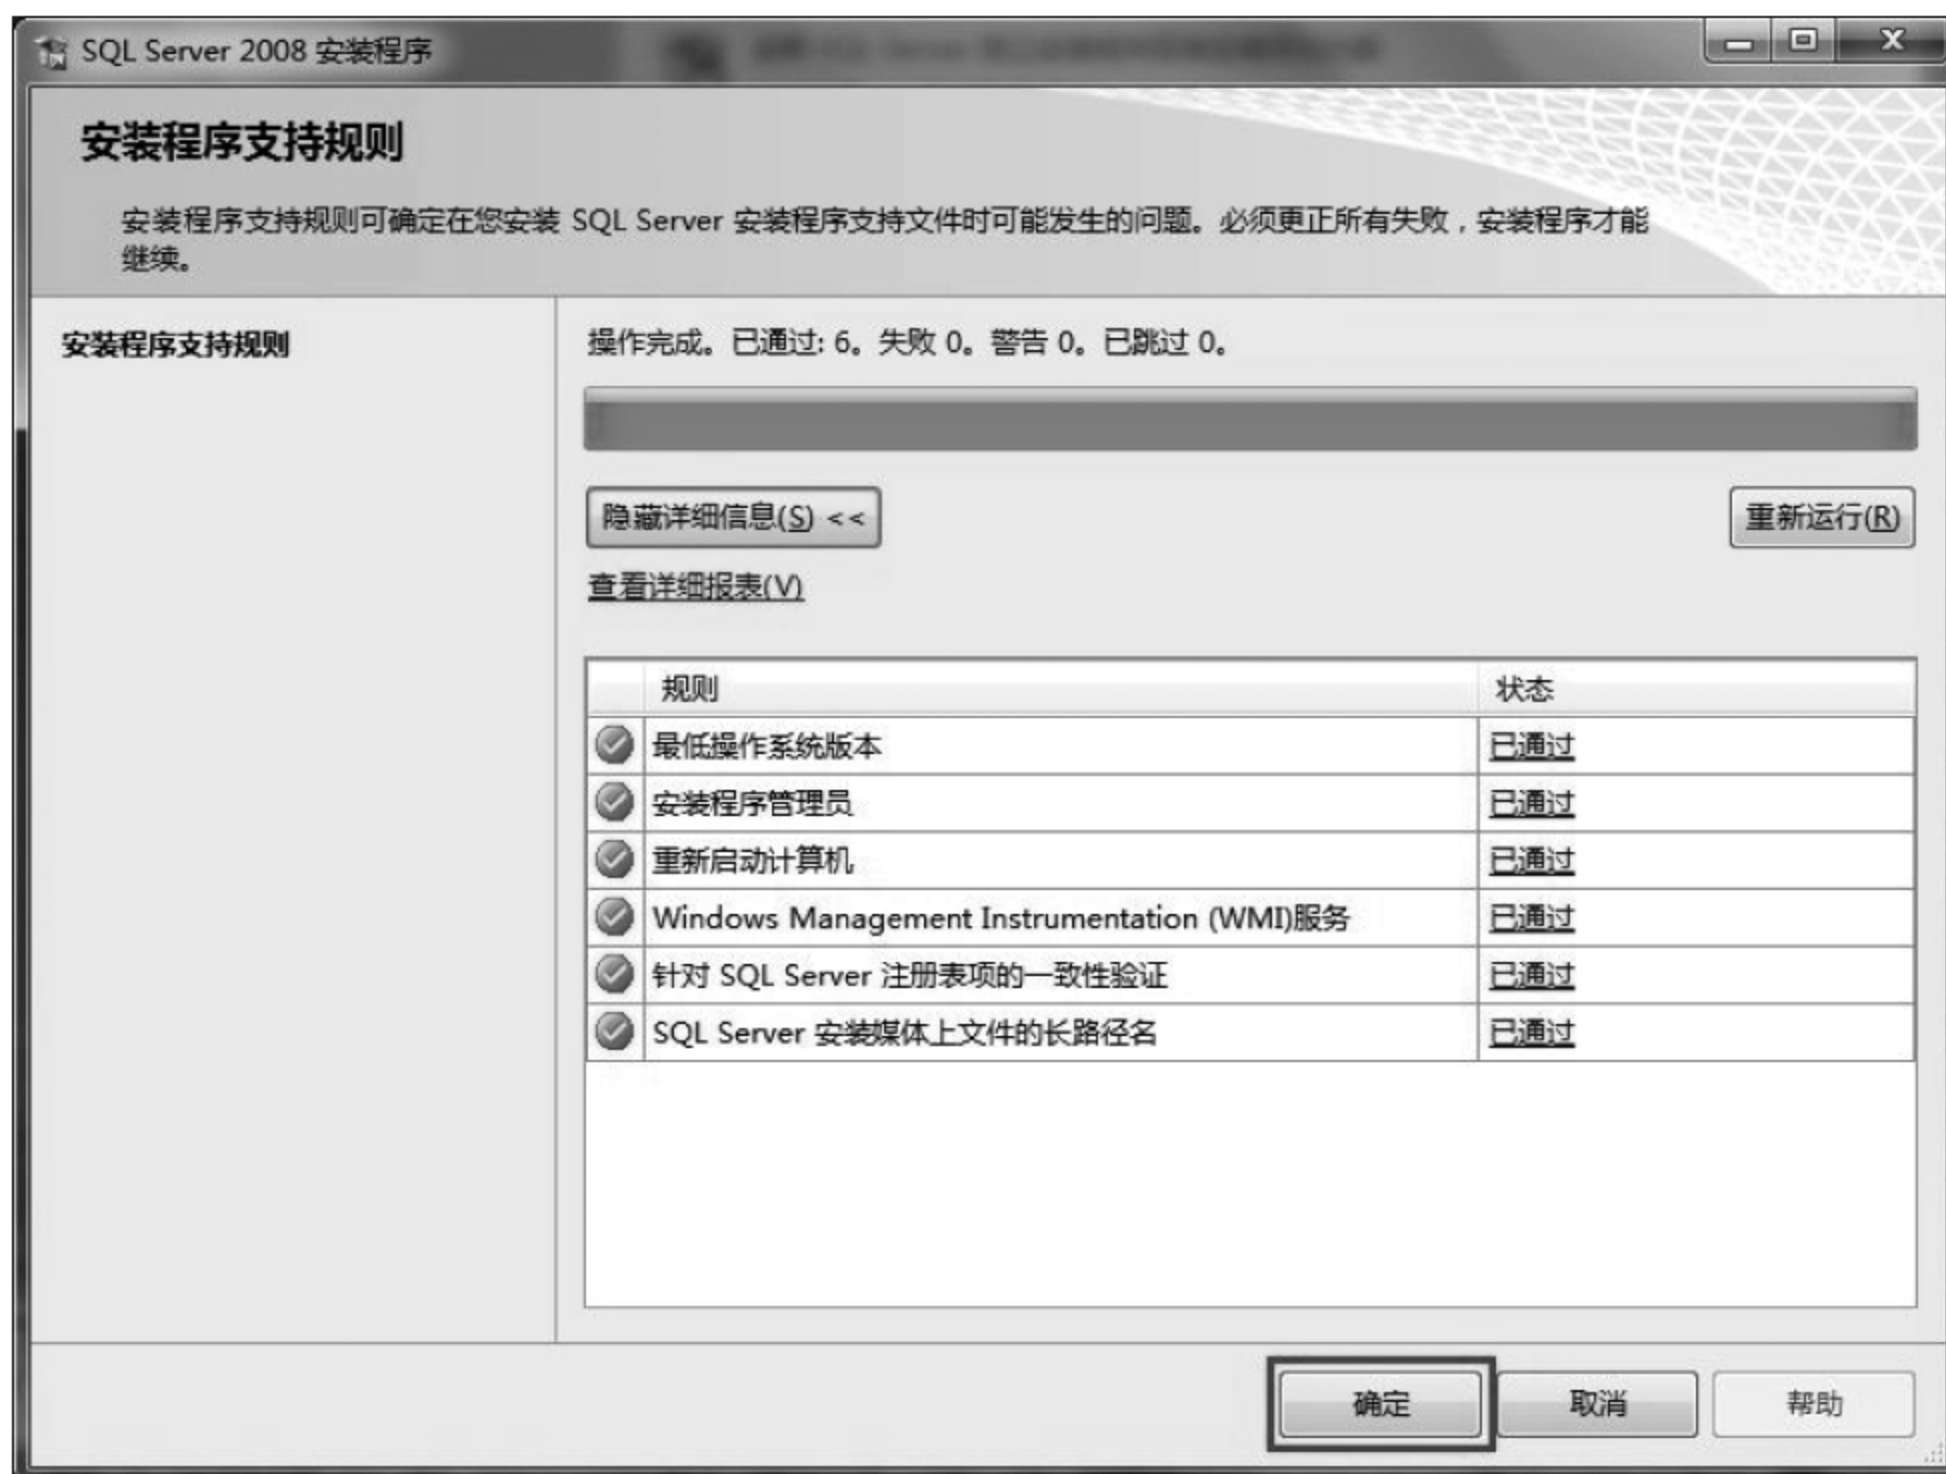 SQL Server 2008 安装程序
安装程序支持规则
安装程序支持规则可确定在您安装 SQL Server 安装程序支持文件时可能发生的问题。必须更正所有失败，安装程序才能
继续。
安装程序支持规则
操作完成。已通过: 6。失败 0。警告 0。已跳过 0。
隐藏详细信息(S) <<
重新运行(R)
查看详细报表(V)
规则 状态
最低操作系统版本 已通过
安装程序管理员 已通过
重新启动计算机 已通过
Windows Management Instrumentation (WMI)服务 已通过
针对 SQL Server 注册表项的一致性验证 已通过
SQL Server 安装媒体上文件的长路径名 已通过
确定 取消 帮助